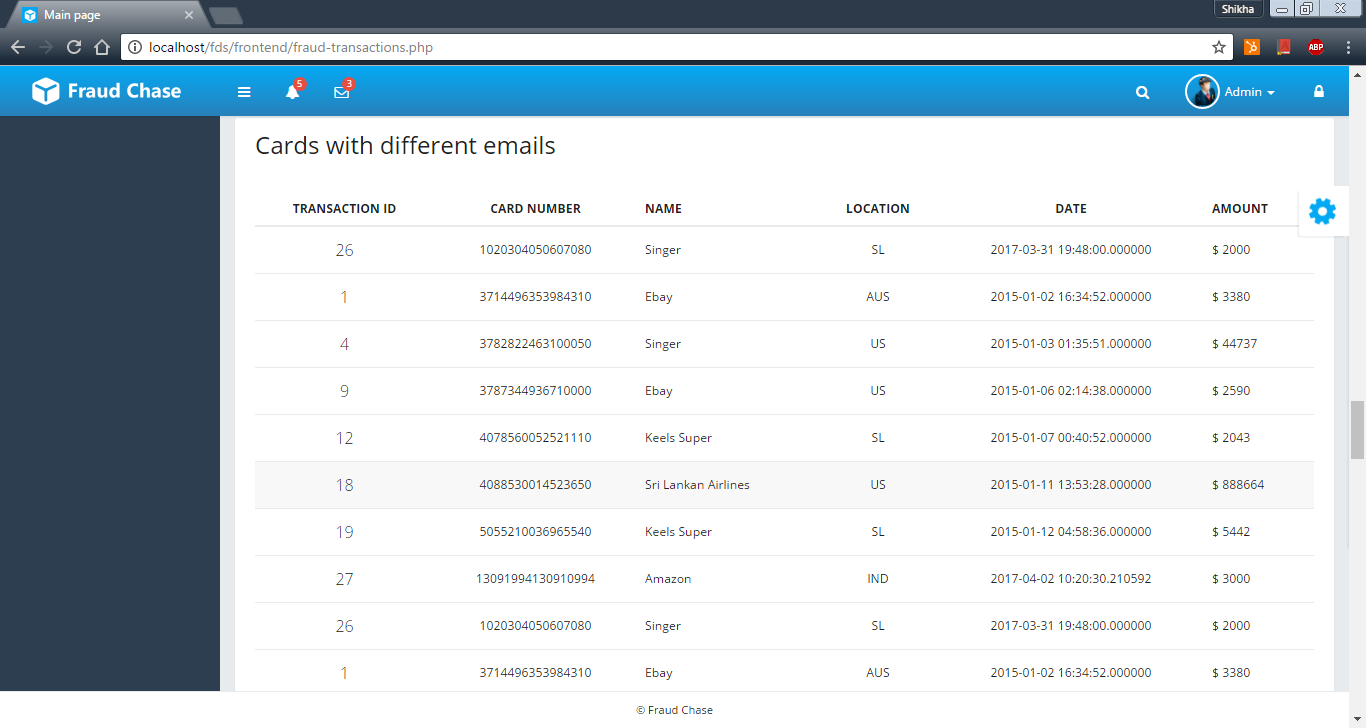 Main page
Shikha
localhost/fds/frontend/fraud-transactions.php
ABP
Fraud Chase
5
3
Admin
Cards with different emails
TRANSACTION ID CARD NUMBER NAME LOCATION DATE AMOUNT
26 1020304050607080 Singer SL 2017-03-31 19:48:00.000000 $ 2000
1 3714496353984310 Ebay AUS 2015-01-02 16:34:52.000000 $ 3380
4 3782822463100050 Singer US 2015-01-03 01:35:51.000000 $ 44737
9 3787344936710000 Ebay US 2015-01-06 02:14:38.000000 $ 2590
12 4078560052521110 Keels Super SL 2015-01-07 00:40:52.000000 $ 2043
18 4088530014523650 Sri Lankan Airlines US 2015-01-11 13:53:28.000000 $ 888664
19 5055210036965540 Keels Super SL 2015-01-12 04:58:36.000000 $ 5442
27 13091994130910994 Amazon IND 2017-04-02 10:20:30.210592 $ 3000
26 1020304050607080 Singer SL 2017-03-31 19:48:00.000000 $ 2000
1 3714496353984310 Ebay AUS 2015-01-02 16:34:52.000000 $ 3380
© Fraud Chase